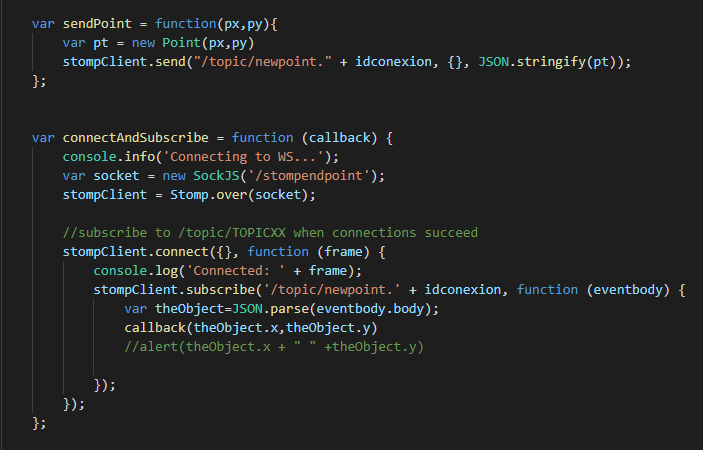 var sendPoint = function(px,py){
    var pt = new Point(px,py)
    stompClient.send("/topic/newpoint." + idconexion, {}, JSON.stringify(pt));
};
var connectAndSubscribe = function (callback) {
    console.info('Connecting to WS...');
    var socket = new SockJS('/stompendpoint');
    stompClient = Stomp.over(socket);
    //subscribe to /topic/TOPICXX when connections succeed
    stompClient.connect({}, function (frame) {
        console.log('Connected: ' + frame);
        stompClient.subscribe('/topic/newpoint.' + idconexion, function (eventbody) {
            var theObject=JSON.parse(eventbody.body);
            callback(theObject.x,theObject.y)
            //alert(theObject.x + " " +theObject.y)
        });
    });
};